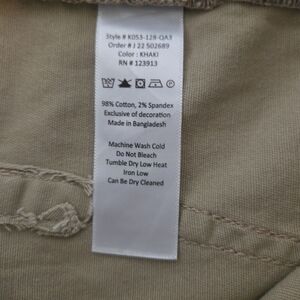 Style # K053-128-QA3
Order # J 22 502689
Color : KHAKI
RN # 123913
98% Cotton, 2% Spandex
Exclusive of decoration
Made in Bangladesh
Machine Wash Cold
Do Not Bleach
Tumble Dry Low Heat
Iron Low
Can Be Dry Cleaned